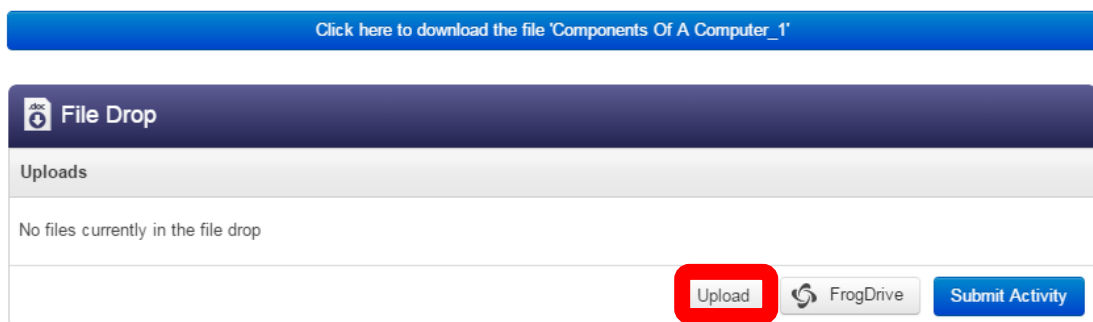 Click here to download the file 'Components Of A Computer_1'
.doc
File Drop
Uploads
No files currently in the file drop
Upload FrogDrive Submit Activity